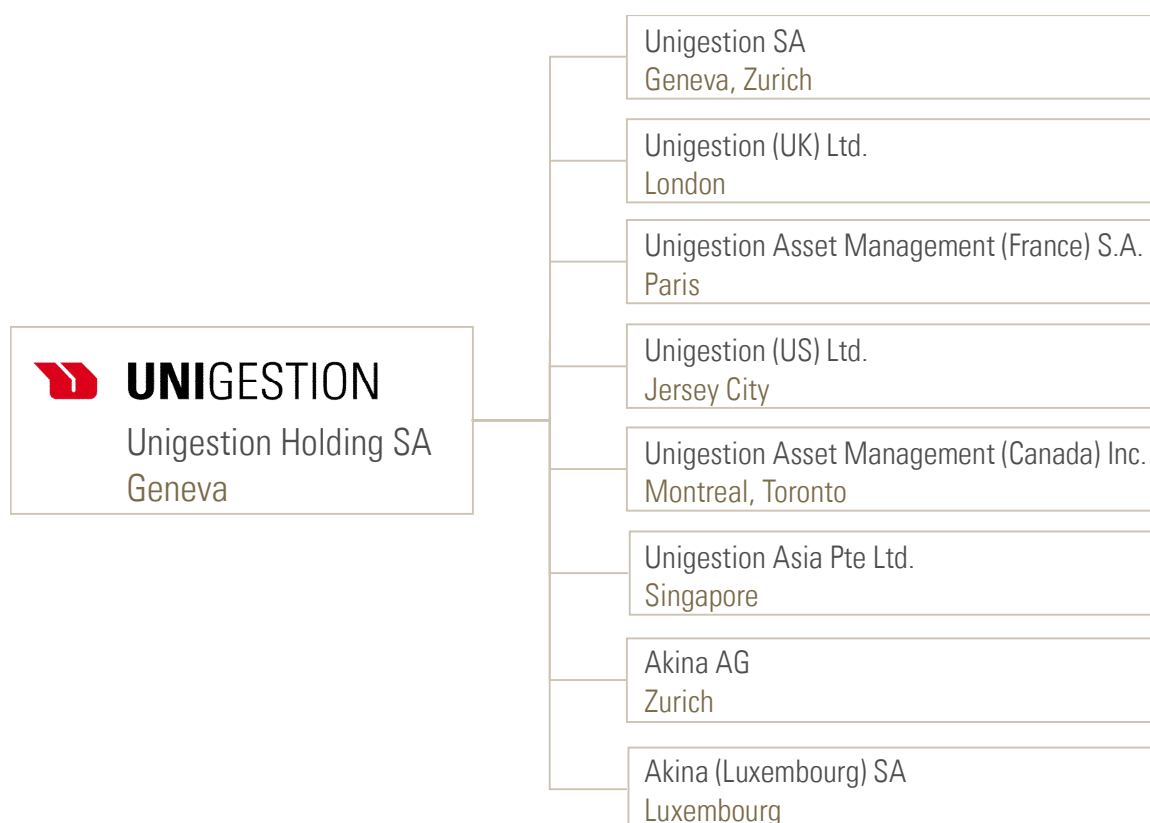 UNIGESTION
Unigestion Holding SA
Geneva
Unigestion SA
Geneva, Zurich
Unigestion (UK) Ltd.
London
Unigestion Asset Management (France) S.A.
Paris
Unigestion (US) Ltd.
Jersey City
Unigestion Asset Management (Canada) Inc.
Montreal, Toronto
Unigestion Asia Pte Ltd.
Singapore
Akina AG
Zurich
Akina (Luxembourg) SA
Luxembourg